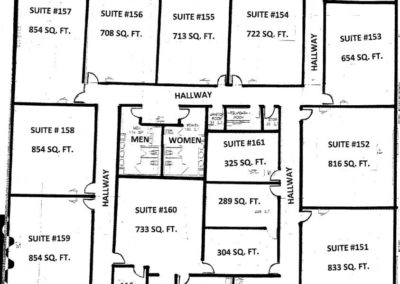 SUITE #157
854 SQ. FT.
SUITE #156
708 SQ. FT.
SUITE #155
713 SQ. FT.
SUITE #154
722 SQ. FT.
SUITE #153
654 SQ. FT.
HALLWAY
HALLWAY
SUITE # 158
854 SQ. FT.
MEN
WOMEN
SUITE #161
325 SQ. FT.
SUITE #152
816 SQ. FT.
HALLWAY
HALLWAY
289 SQ. FT.
SUITE #160
733 SQ. FT.
SUITE #159
854 SQ. FT.
304 SQ. FT.
SUITE #151
833 SQ. FT.